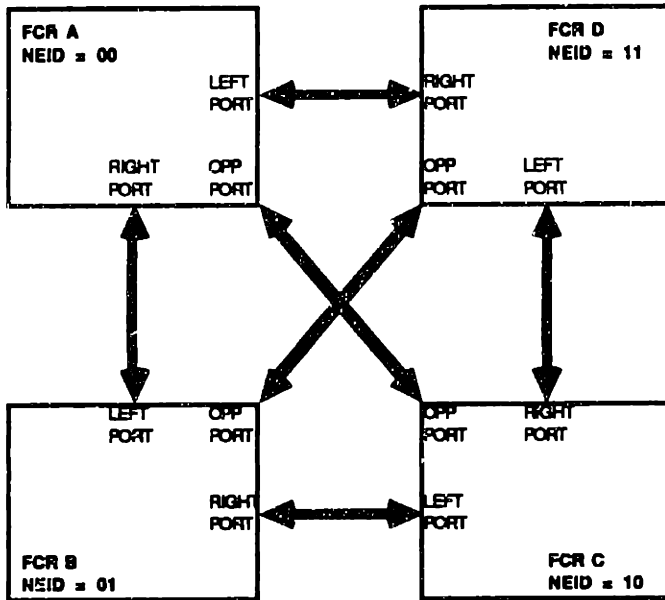 FCR A
NEID = 00
LEFT
PORT
RIGHT
PORT
OPP
PORT
FCR D
NEID = 11
RIGHT
PORT
OPP
PORT
LEFT
PORT
LEFT
PORT
OPP
PORT
RIGHT
PORT
FCR B
NEID = 01
OPP
PORT
RIGHT
PORT
LEFT
PORT
FCR C
NEID = 10